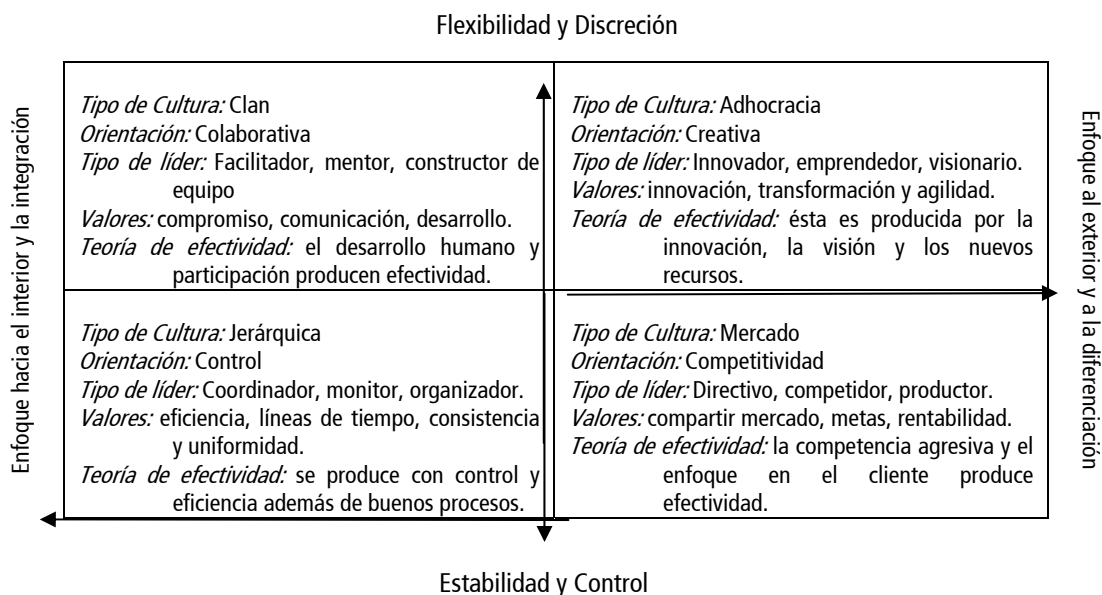 Flexibilidad y Discreción
Enfoque hacia el interior y la integración
Tipo de Cultura: Clan
Orientación: Colaborativa
Tipo de líder: Facilitador, mentor, constructor de
equipo
Valores: compromiso, comunicación, desarrollo.
Teoría de efectividad: el desarrollo humano y
participación producen efectividad.
Tipo de Cultura: Adhocracia
Orientación: Creativa
Tipo de líder: Innovador, emprendedor, visionario.
Valores: innovación, transformación y agilidad.
Teoría de efectividad: ésta es producida por la
innovación, la visión y los nuevos
recursos.
Enfoque al exterior y a la diferenciación
Tipo de Cultura: Jerárquica
Orientación: Control
Tipo de líder: Coordinador, monitor, organizador.
Valores: eficiencia, líneas de tiempo, consistencia
y uniformidad.
Teoría de efectividad: se produce con control y
eficiencia además de buenos procesos.
Tipo de Cultura: Mercado
Orientación: Competitividad
Tipo de líder: Directivo, competidor, productor.
Valores: compartir mercado, metas, rentabilidad.
Teoría de efectividad: la competencia agresiva y el
enfoque en el cliente produce
efectividad.
Estabilidad y Control